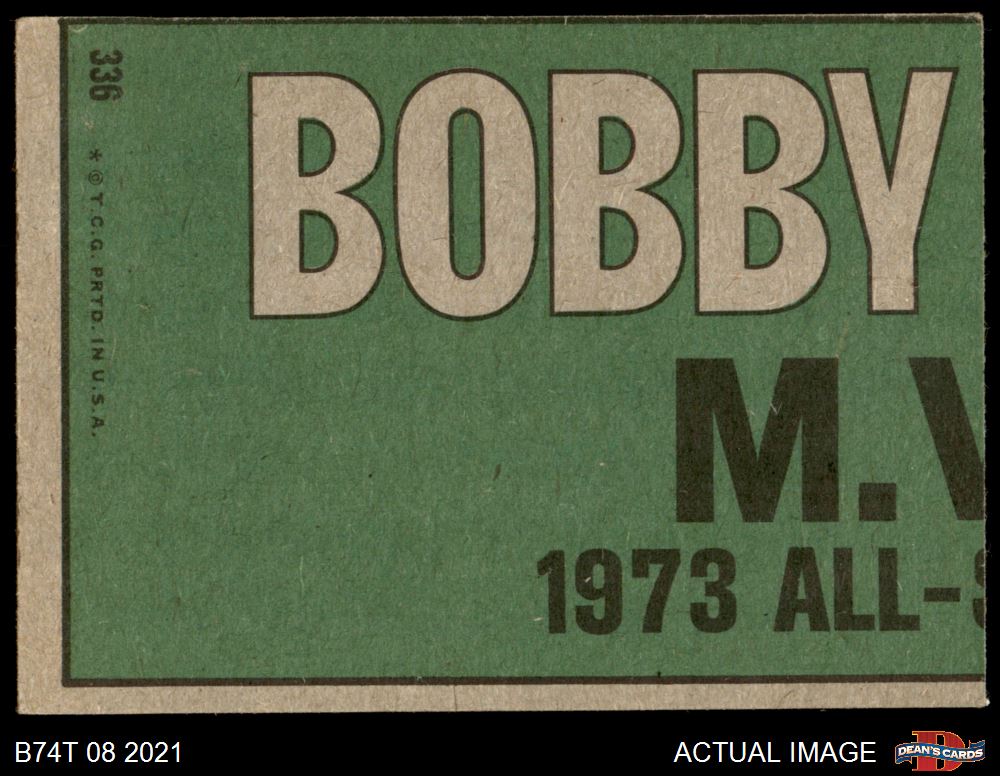 336
* © T.C.G. PRTD. IN U.S.A.
BOBBY
M.V
1973 ALL-S
B74T 08 2021
ACTUAL IMAGE
DEAN'S CARDS